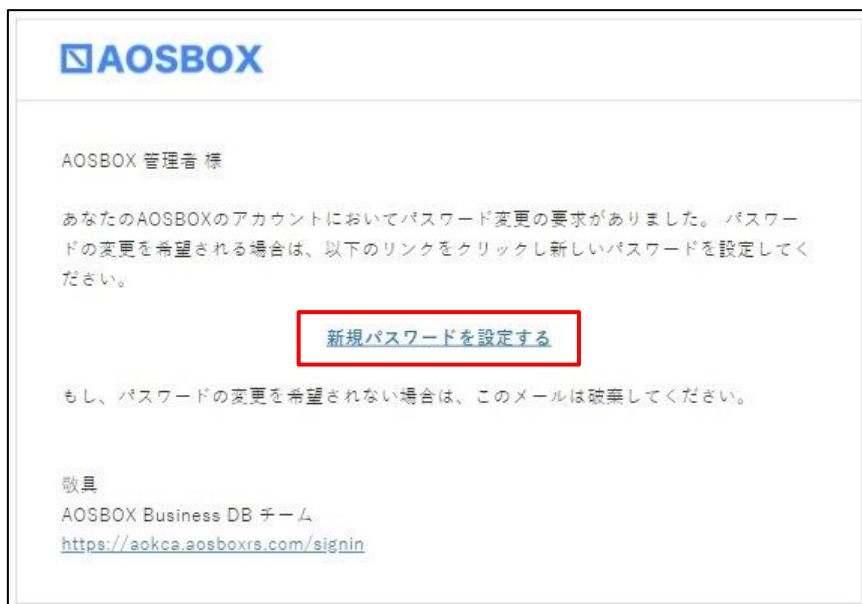 AOSBOX
AOSBOX 管理者 様
あなたのAOSBOXのアカウントにおいてパスワード変更の要求がありました。 パスワー
ドの変更を希望される場合は、以下のリンクをクリックし新しいパスワードを設定してく
ださい。
新規パスワードを設定する
もし、パスワードの変更を希望されない場合は、このメールは破棄してください。
敬具
AOSBOX Business DB チーム
https://aokca.aosboxrs.com/signin